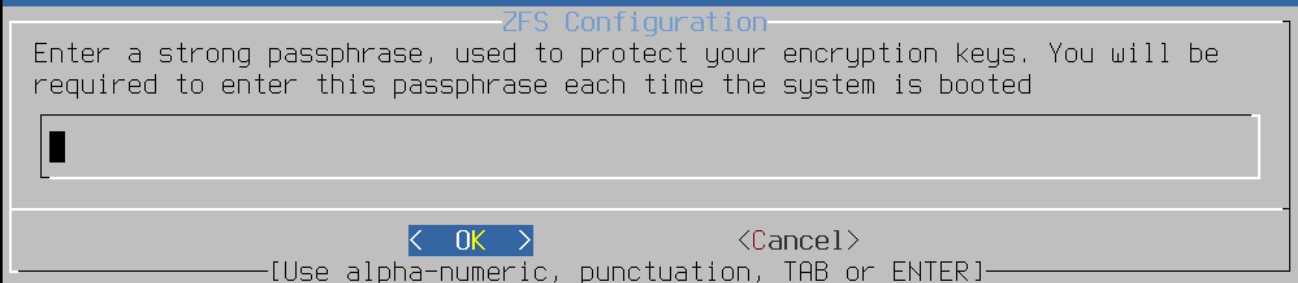 ZFS Configuration
Enter a strong passphrase, used to protect your encryption keys. You will be
required to enter this passphrase each time the system is booted
< OK > <Cancel>
[Use alpha-numeric, punctuation, TAB or ENTER]